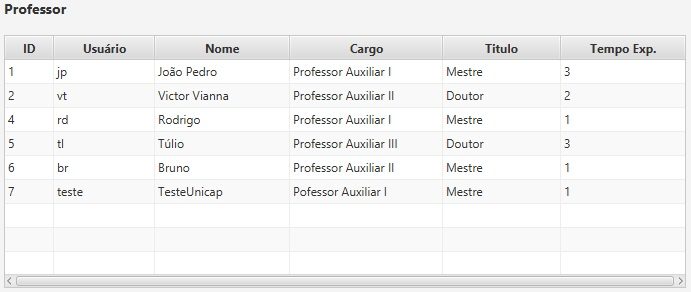 Professor
ID Usuário Nome Cargo Titulo Tempo Exp.
1 jp João Pedro Professor Auxiliar I Mestre 3
2 vt Victor Vianna Professor Auxiliar II Doutor 2
4 rd Rodrigo Professor Auxiliar I Mestre 1
5 tl Túlio Professor Auxiliar III Doutor 3
6 br Bruno Professor Auxiliar II Mestre 1
7 teste TesteUnicap Pofessor Auxiliar I Mestre 1